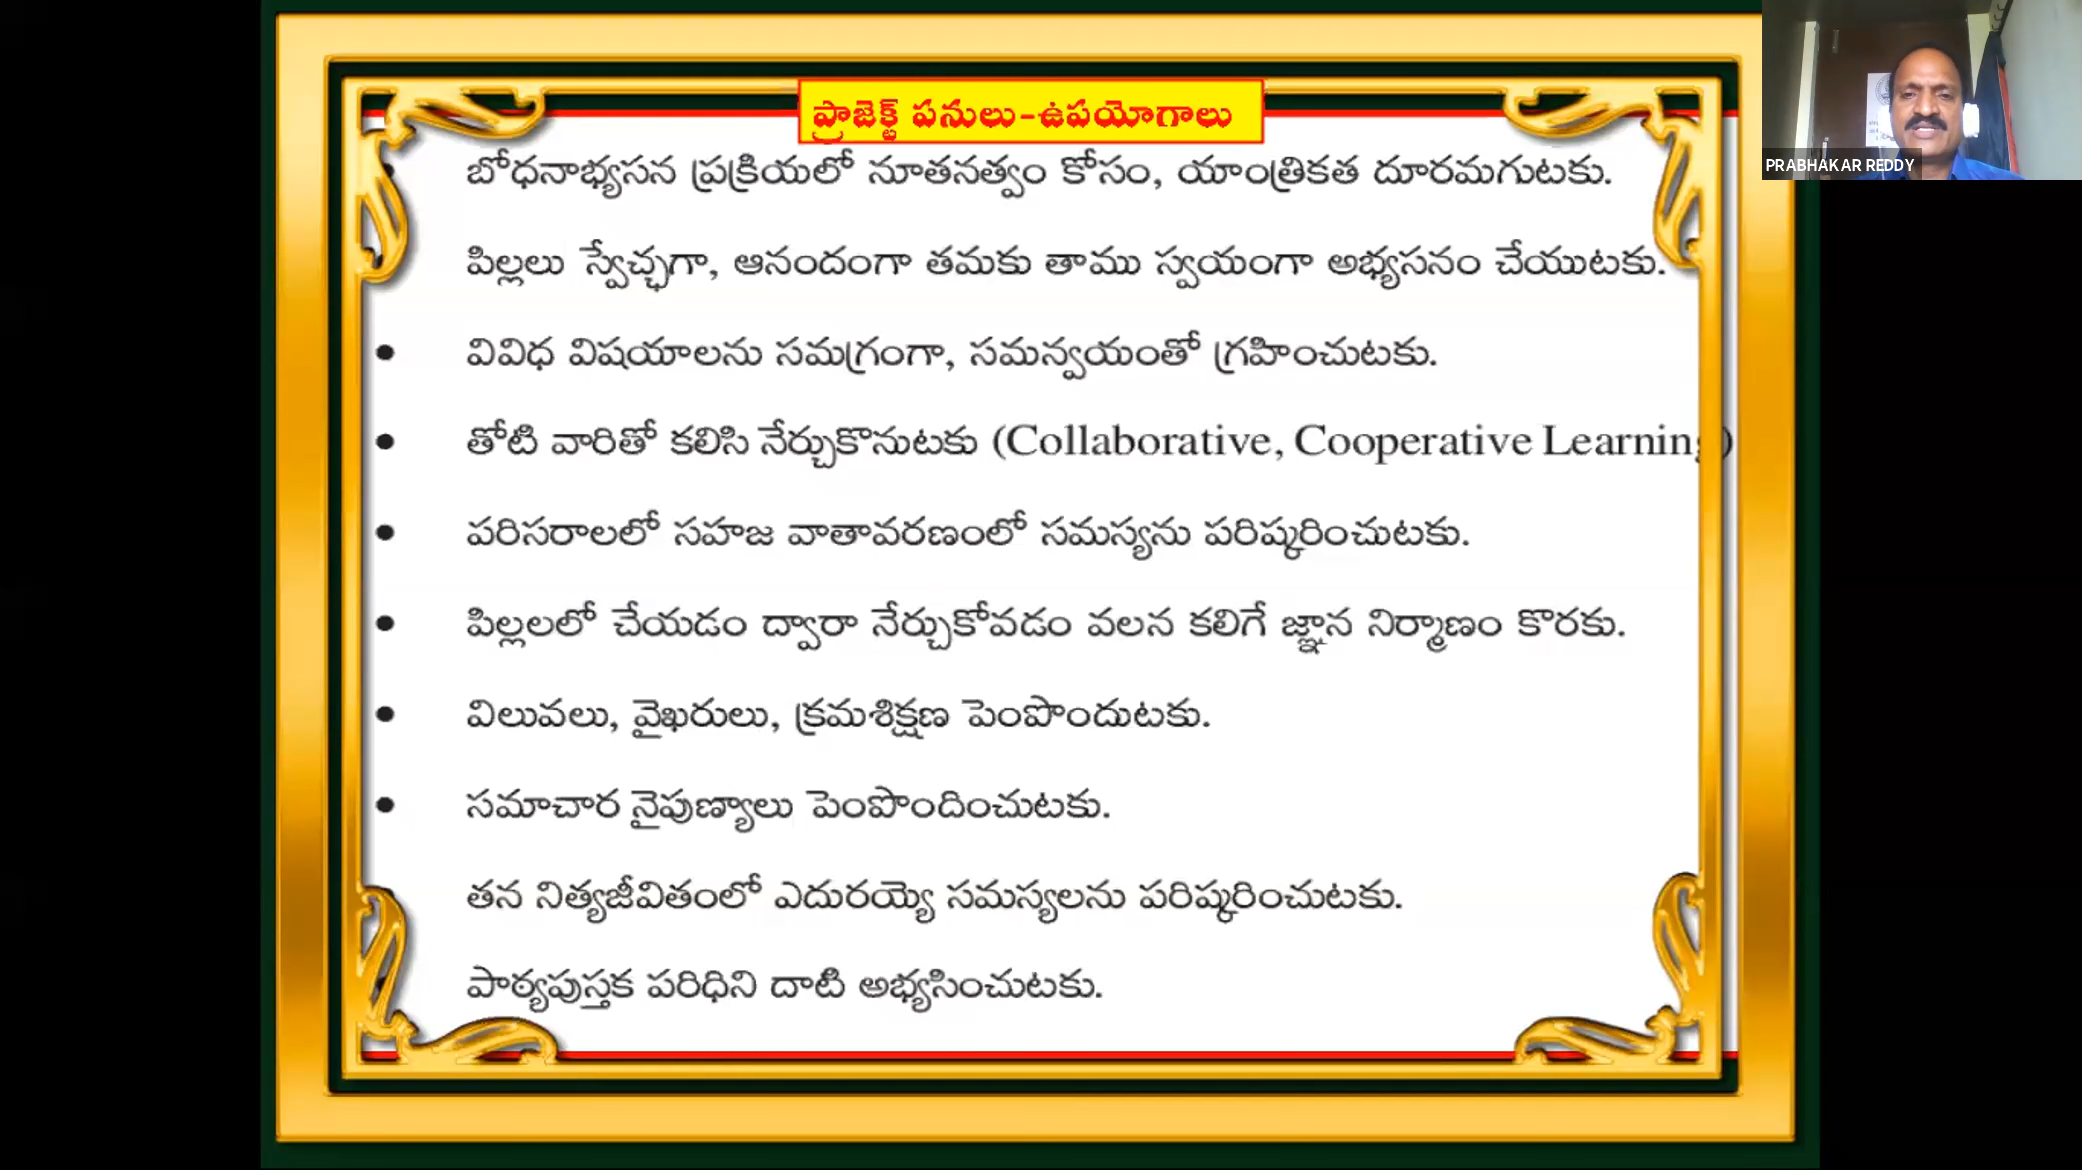 ప్రాజెక్ట్ పనులు-ఉపయోగాలు
బోధనాభ్యసన ప్రక్రియలో నూతనత్వం కోసం, యాంత్రికత దూరమగుటకు.
పిల్లలు స్వేచ్ఛగా, ఆనందంగా తమకు తాము స్వయంగా అభ్యసనం చేయుటకు.
• వివిధ విషయాలను సమగ్రంగా, సమన్వయంతో గ్రహించుటకు.
• తోటి వారితో కలిసి నేర్చుకొనుటకు (Collaborative, Cooperative Learning)
• పరిసరాలలో సహజ వాతావరణంలో సమస్యను పరిష్కరించుటకు.
• పిల్లలలో చేయడం ద్వారా నేర్చుకోవడం వలన కలిగే జ్ఞాన నిర్మాణం కొరకు.
• విలువలు, వైఖరులు, క్రమశిక్షణ పెంపొందుటకు.
• సమాచార నైపుణ్యాలు పెంపొందించుటకు.
తన నిత్యజీవితంలో ఎదురయ్యె సమస్యలను పరిష్కరించుటకు.
పాఠ్యపుస్తక పరిధిని దాటి అభ్యసించుటకు.
PRABHAKAR REDDY